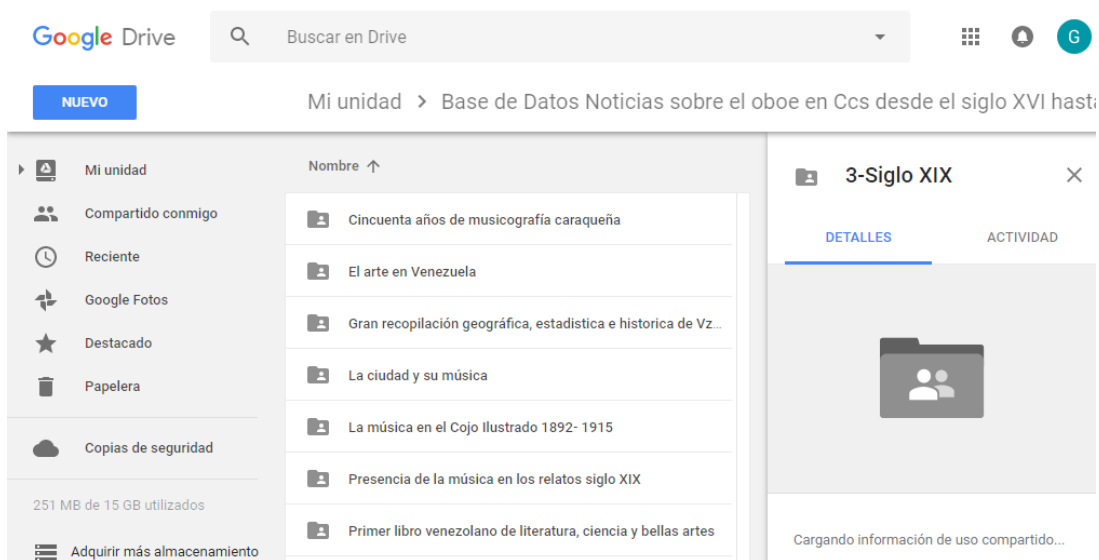 Google Drive
Buscar en Drive
G
NUEVO
Mi unidad > Base de Datos Noticias sobre el oboe en Ccs desde el siglo XVI hasta
Mi unidad
Compartido conmigo
Reciente
Google Fotos
Destacado
Papelera
Copias de seguridad
251 MB de 15 GB utilizados
Adquirir más almacenamiento
Nombre
Cincuenta años de musicografía caraqueña
El arte en Venezuela
Gran recopilación geográfica, estadistica e historica de Vz...
La ciudad y su música
La música en el Cojo Ilustrado 1892- 1915
Presencia de la música en los relatos siglo XIX
Primer libro venezolano de literatura, ciencia y bellas artes
3-Siglo XIX
DETALLES ACTIVIDAD
Cargando información de uso compartido...